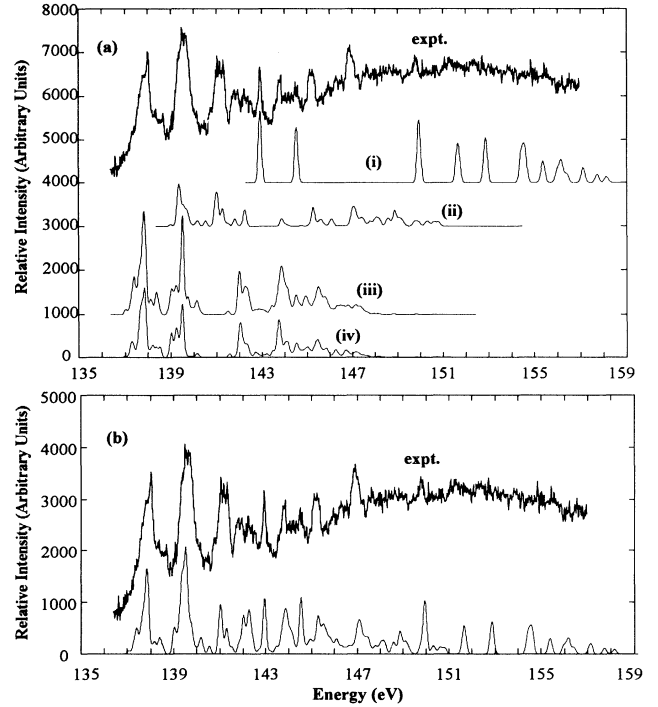 8000
7000
6000
5000
4000
3000
2000
1000
0
Relative Intensity (Arbitrary Units)
(a)
expt.
(i)
(ii)
(iii)
(iv)
135 139 143 147 151 155 159
5000
4000
3000
2000
1000
0
Relative Intensity (Arbitrary Units)
(b)
expt.
135 139 143 147 151 155 159
Energy (eV)